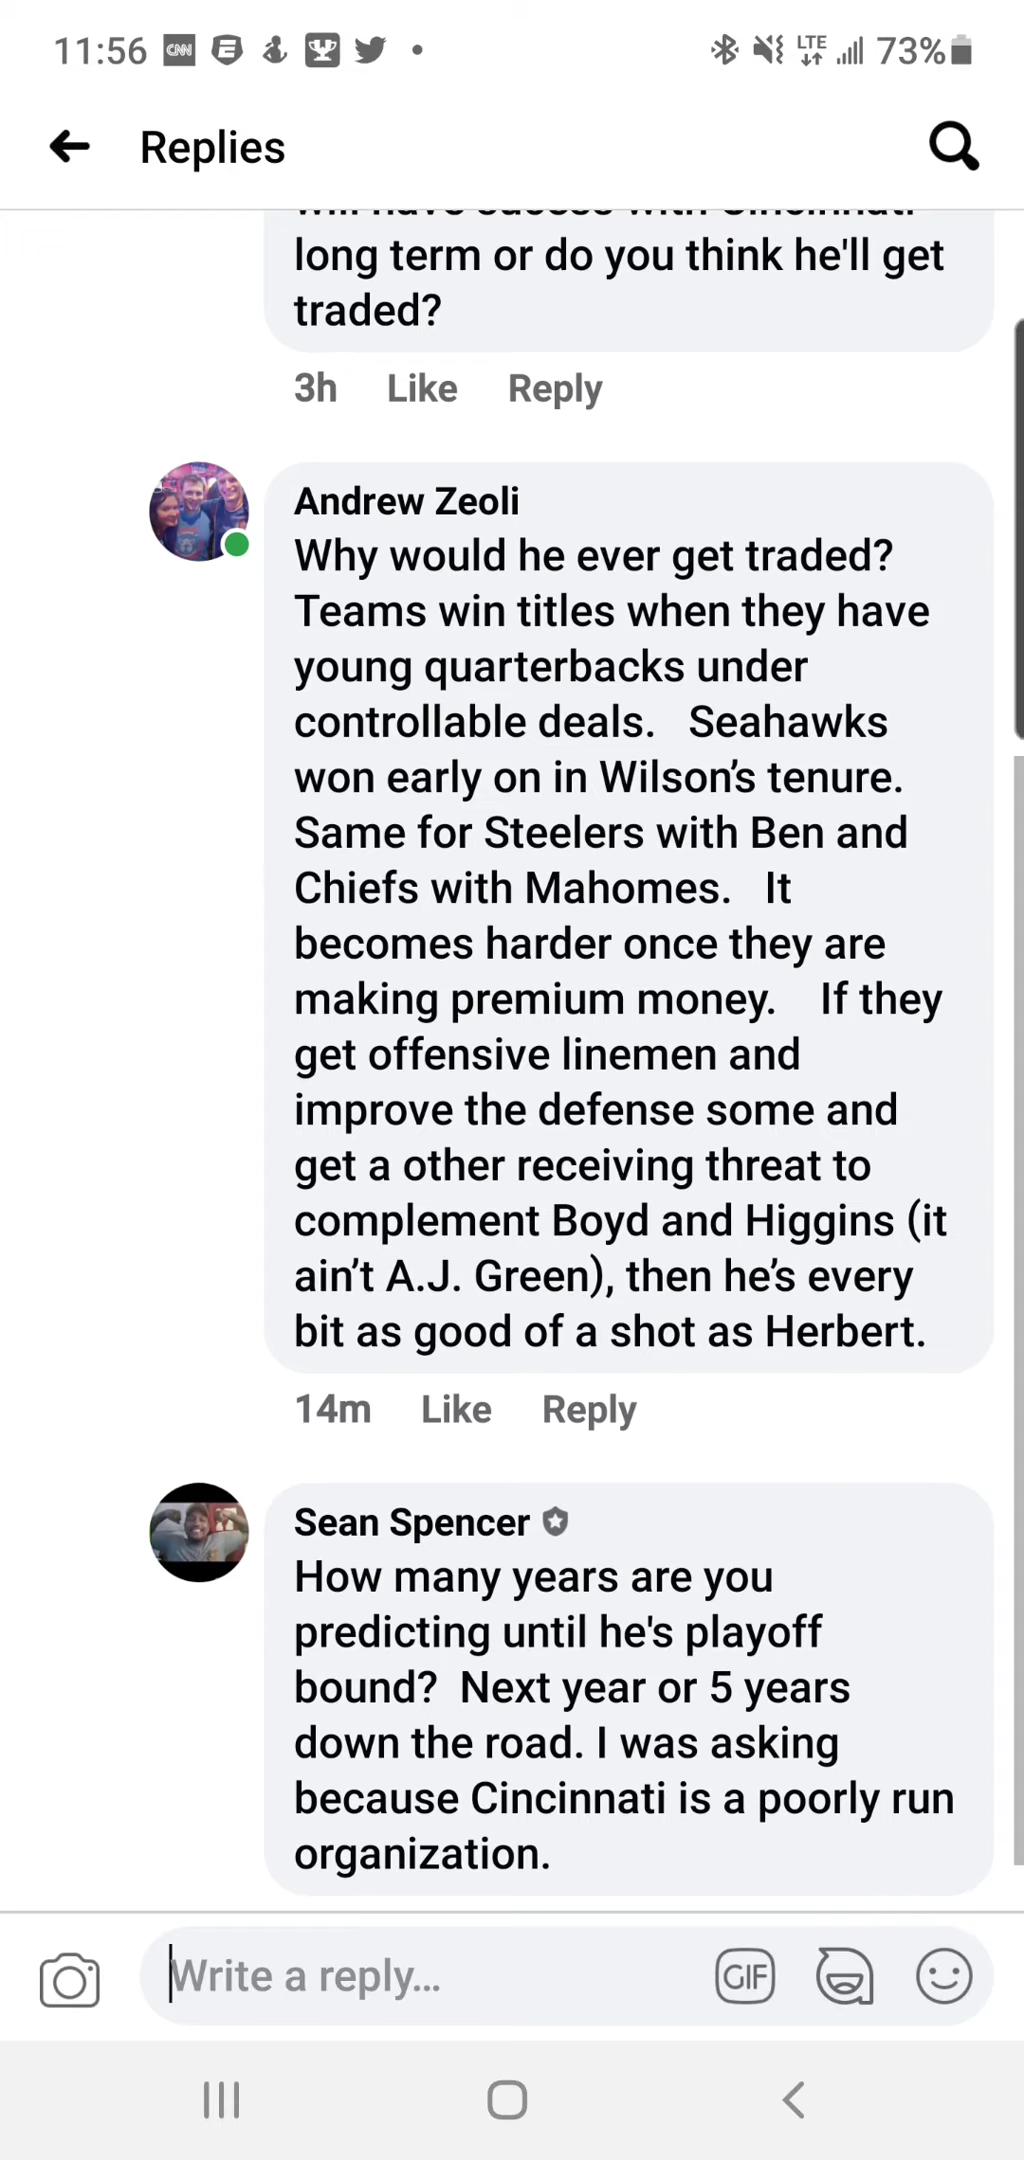 11:56 CNN E LTE 73%
Replies
long term or do you think he'll get
traded?
3h Like Reply
Andrew Zeoli
Why would he ever get traded?
Teams win titles when they have
young quarterbacks under
controllable deals. Seahawks
won early on in Wilson’s tenure.
Same for Steelers with Ben and
Chiefs with Mahomes. It
becomes harder once they are
making premium money. If they
get offensive linemen and
improve the defense some and
get a other receiving threat to
complement Boyd and Higgins (it
ain’t A.J. Green), then he’s every
bit as good of a shot as Herbert.
14m Like Reply
Sean Spencer
How many years are you
predicting until he's playoff
bound? Next year or 5 years
down the road. I was asking
because Cincinnati is a poorly run
organization.
Write a reply...
GIF